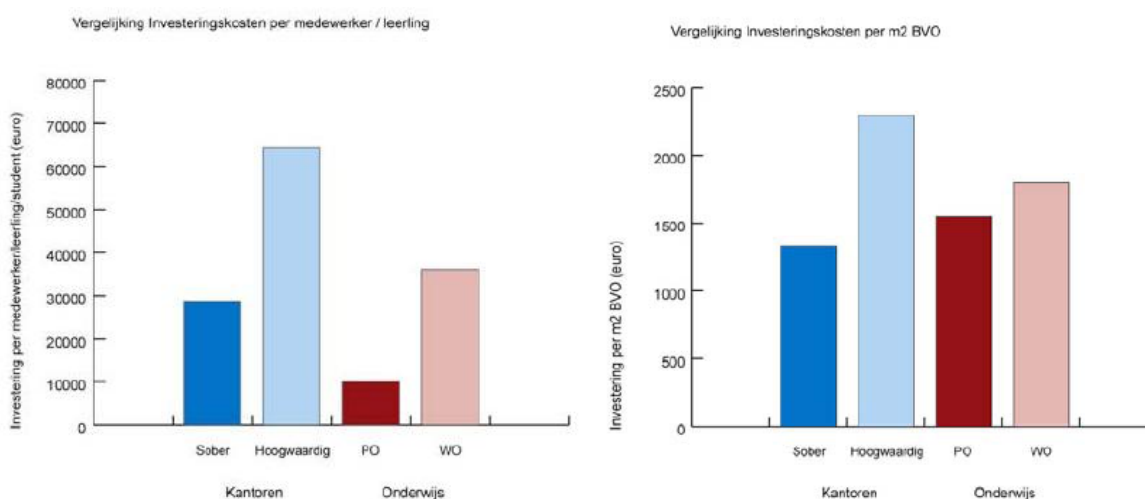 Vergelijking Investeringskosten per medewerker / leerling
Investering per medewerker/leerling/student (euro)
80000
70000
60000
50000
40000
30000
20000
10000
0
Sober Hoogwaardig PO WO
Kantoren Onderwijs
Vergelijking Investeringskosten per m2 BVO
Investering per m2 BVO (euro)
2500
2000
1500
1000
500
0
Sober Hoogwaardig PO WO
Kantoren Onderwijs